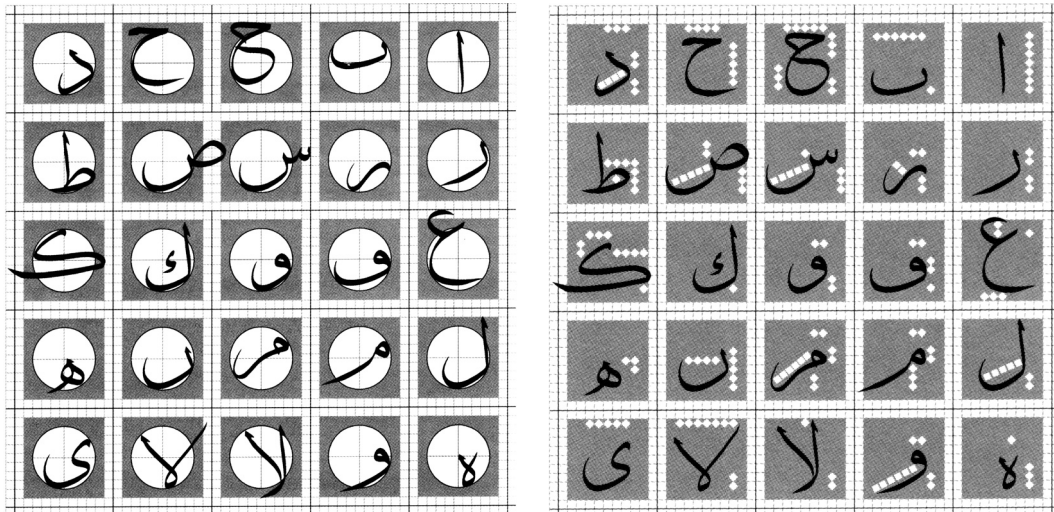 ا ٮ ح ح د
ر ر س ص ط
ع ڡ ٯ ك ک
ل م م ں ه
ه و لا لا ى
ا ٮ ح ح د
ر ر س ص ط
ع ڡ ٯ ك ک
ل م م ں ه
ه و لا لا ى